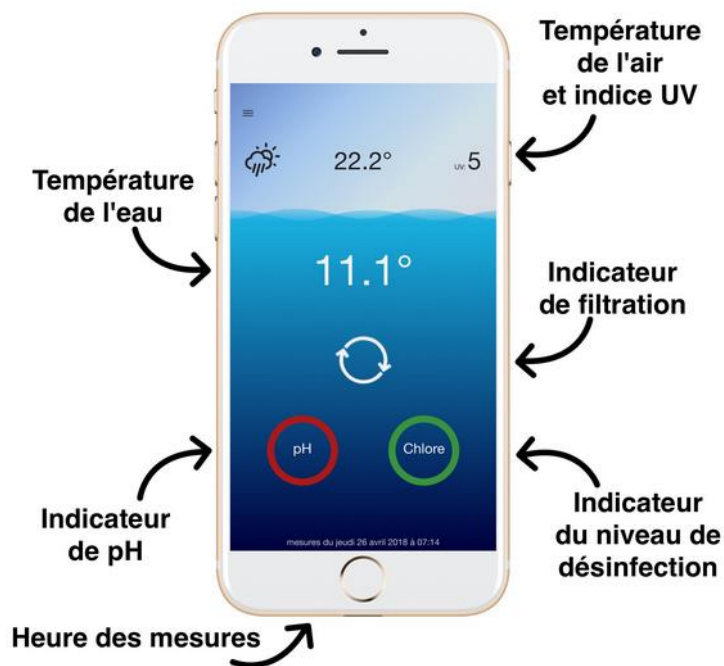 Température
de l'air
et indice UV
22.2°
UV: 5
Température
de l'eau
11.1°
Indicateur
de filtration
pH
Chlore
Indicateur
de pH
Indicateur
du niveau de
désinfection
mesures du jeudi 26 avril 2018 à 07:14
Heure des mesures